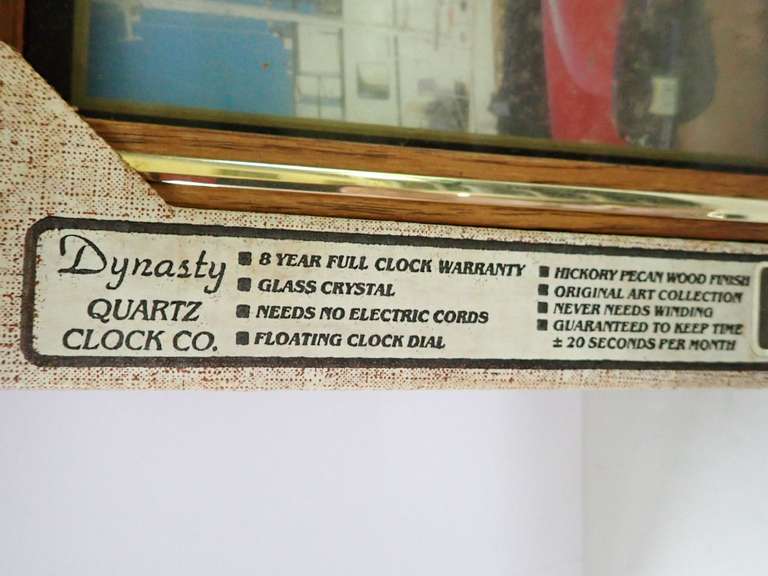 Dynasty
QUARTZ
CLOCK CO.
8 YEAR FULL CLOCK WARRANTY
GLASS CRYSTAL
NEEDS NO ELECTRIC CORDS
FLOATING CLOCK DIAL
HICKORY PECAN WOOD FINISH
ORIGINAL ART COLLECTION
NEVER NEEDS WINDING
GUARANTEED TO KEEP TIME
± 20 SECONDS PER MONTH